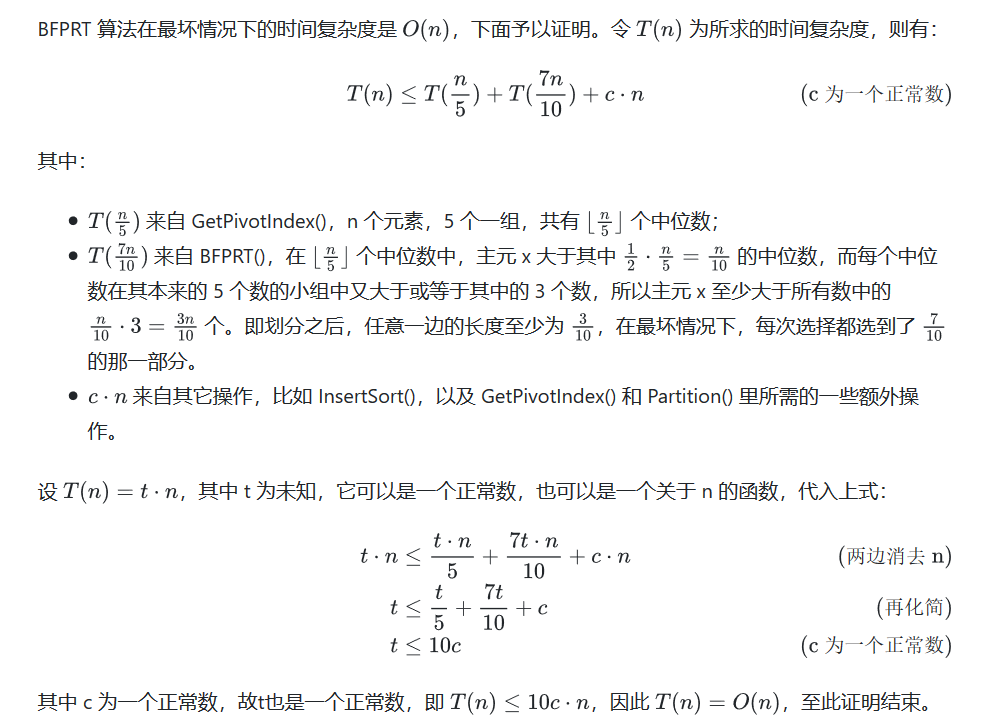 BFPRT 算法在最坏情况下的时间复杂度是 $O(n)$，下面予以证明。令 $T(n)$ 为所求的时间复杂度，则有：
$T(n) \leq T(\frac{n}{5}) + T(\frac{7n}{10}) + c \cdot n$ (c 为一个正常数)
其中：
• $T(\frac{n}{5})$ 来自 GetPivotIndex()，n 个元素，5 个一组，共有 $\lfloor \frac{n}{5} \rfloor$ 个中位数；
• $T(\frac{7n}{10})$ 来自 BFPRT()，在 $\lfloor \frac{n}{5} \rfloor$ 个中位数中，主元 x 大于其中 $\frac{1}{2} \cdot \frac{n}{5} = \frac{n}{10}$ 的中位数，而每个中位
数在其本来的 5 个数的小组中又大于或等于其中的 3 个数，所以主元 x 至少大于所有数中的
$\frac{n}{10} \cdot 3 = \frac{3n}{10}$ 个。即划分之后，任意一边的长度至少为 $\frac{3}{10}$，在最坏情况下，每次选择都选到了 $\frac{7}{10}$
的那一部分。
• $c \cdot n$ 来自其它操作，比如 InsertSort()，以及 GetPivotIndex() 和 Partition() 里所需的一些额外操
作。
设 $T(n) = t \cdot n$，其中 t 为未知，它可以是一个正常数，也可以是一个关于 n 的函数，代入上式：
$t \cdot n \leq \frac{t \cdot n}{5} + \frac{7t \cdot n}{10} + c \cdot n$ (两边消去 n)
$t \leq \frac{t}{5} + \frac{7t}{10} + c$ (再化简)
$t \leq 10c$ (c 为一个正常数)
其中 c 为一个正常数，故t也是一个正常数，即 $T(n) \leq 10c \cdot n$，因此 $T(n) = O(n)$，至此证明结束。